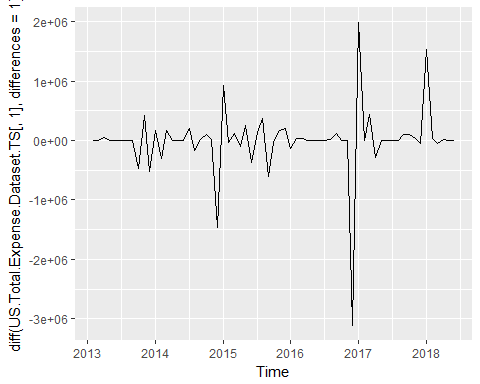 diff(US.Total.Expense.Dataset.TS[, 1], differences = 1)
2e+06
1e+06
0e+00
-1e+06
-2e+06
-3e+06
2013 2014 2015 2016 2017 2018
Time